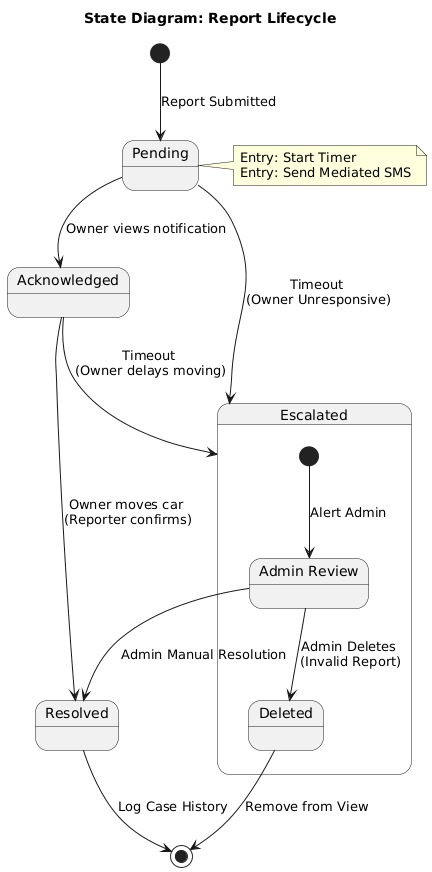 State Diagram: Report Lifecycle
Report Submitted
Pending
Entry: Start Timer
Entry: Send Mediated SMS
Owner views notification
Acknowledged
Timeout
(Owner Unresponsive)
Timeout
(Owner delays moving)
Escalated
Alert Admin
Owner moves car
(Reporter confirms)
Admin Review
Admin Manual Resolution
Admin Deletes
(Invalid Report)
Resolved
Deleted
Log Case History
Remove from View